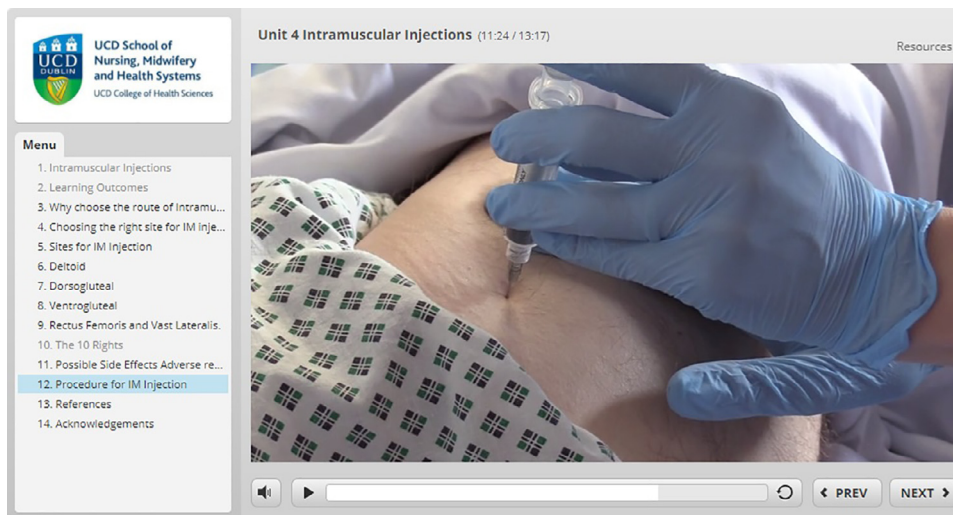 UCD
DUBLIN
UCD School of
Nursing, Midwifery
and Health Systems
UCD College of Health Sciences
Unit 4 Intramuscular Injections (11:24 / 13:17)
Resources
Menu
1. Intramuscular Injections
2. Learning Outcomes
3. Why choose the route of Intramu...
4. Choosing the right site for IM Inje...
5. Sites for IM Injection
6. Deltoid
7. Dorsogluteal
8. Ventrogluteal
9. Rectus Femoris and Vast Lateralis.
10. The 10 Rights
11. Possible Side Effects Adverse re...
12. Procedure for IM Injection
13. References
14. Acknowledgements
PREV
NEXT